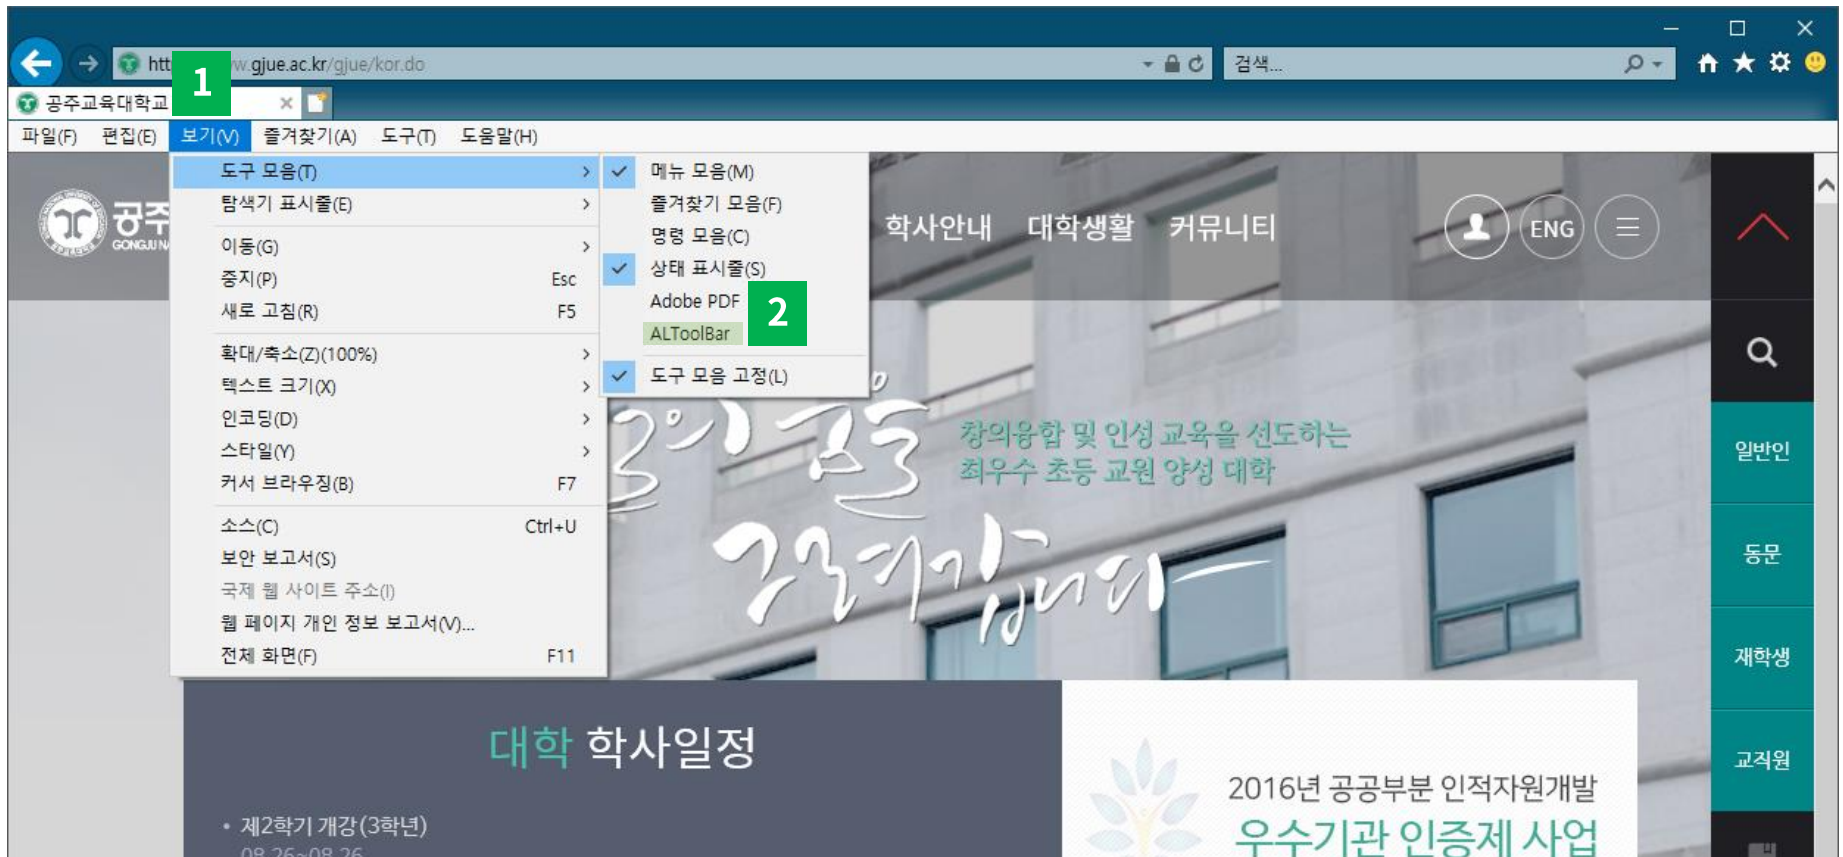 gjue.ac.kr/gjue/kor.do
검색...
1
공주교육대학교
파일(F) 편집(E) 보기(V) 즐겨찾기(A) 도구(T) 도움말(H)
도구 모음(T)
탐색기 표시줄(E)
이동(G)
중지(P) Esc
새로 고침(R) F5
확대/축소(Z)(100%)
텍스트 크기(X)
인코딩(D)
스타일(Y)
커서 브라우징(B) F7
소스(C) Ctrl+U
보안 보고서(S)
국제 웹 사이트 주소(I)
웹 페이지 개인 정보 보고서(V)...
전체 화면(F) F11
메뉴 모음(M)
즐겨찾기 모음(F)
명령 모음(C)
상태 표시줄(S)
Adobe PDF
2
ALToolBar
도구 모음 고정(L)
공주
학사안내 대학생활 커뮤니티
ENG
창의융합 및 인성 교육을 선도하는
최우수 초등 교원 양성 대학
일반인
동문
재학생
교직원
대학 학사일정
• 제2학기 개강(3학년)
08.26~08.26
2016년 공공부분 인적자원개발
우수기관 인증제 사업